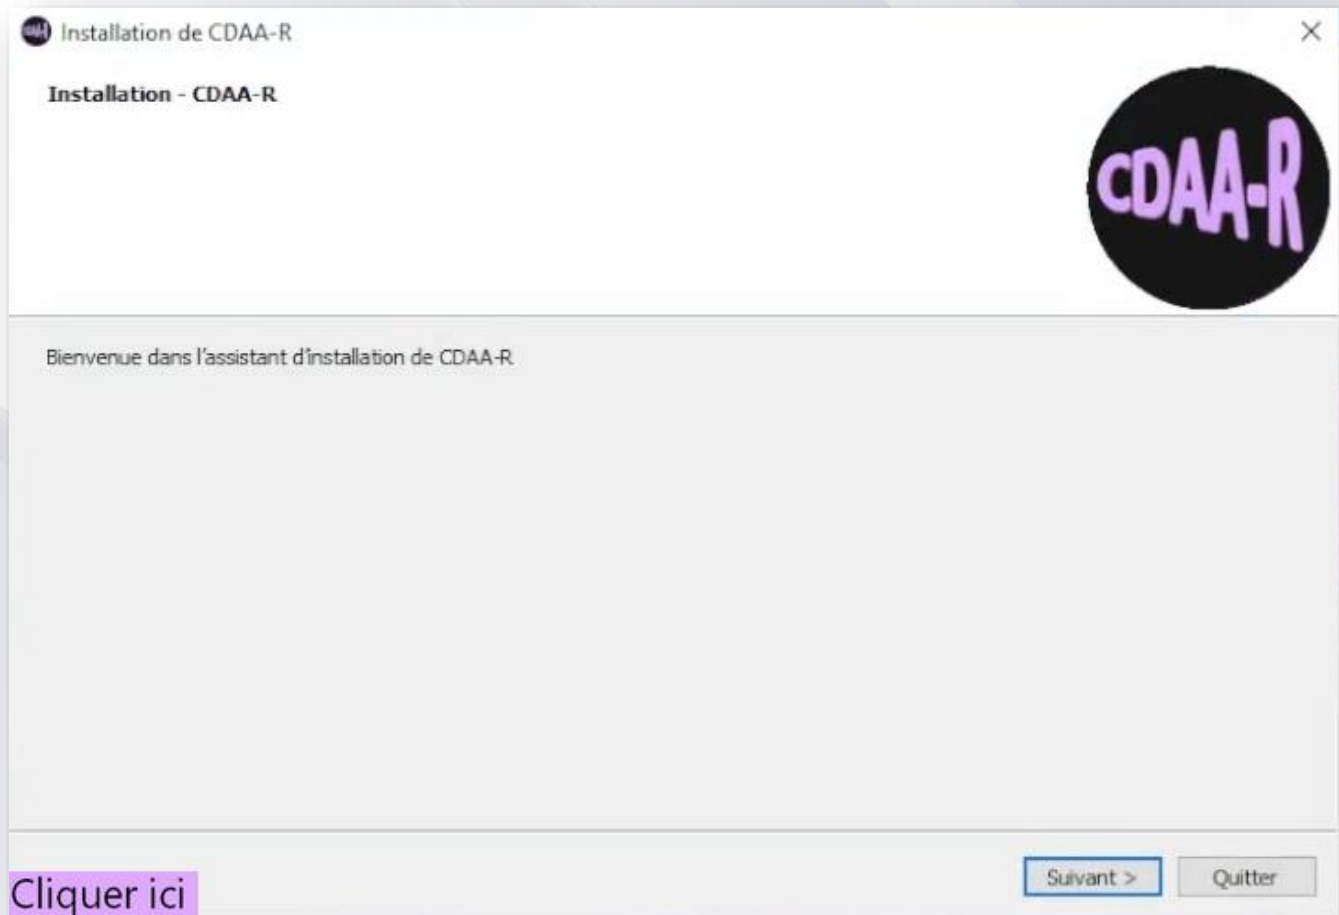 Installation de CDAA-R
Installation - CDAA-R
CDAA-R
Bienvenue dans l'assistant d'installation de CDAA-R
Suivant >
Quitter
Cliquer ici